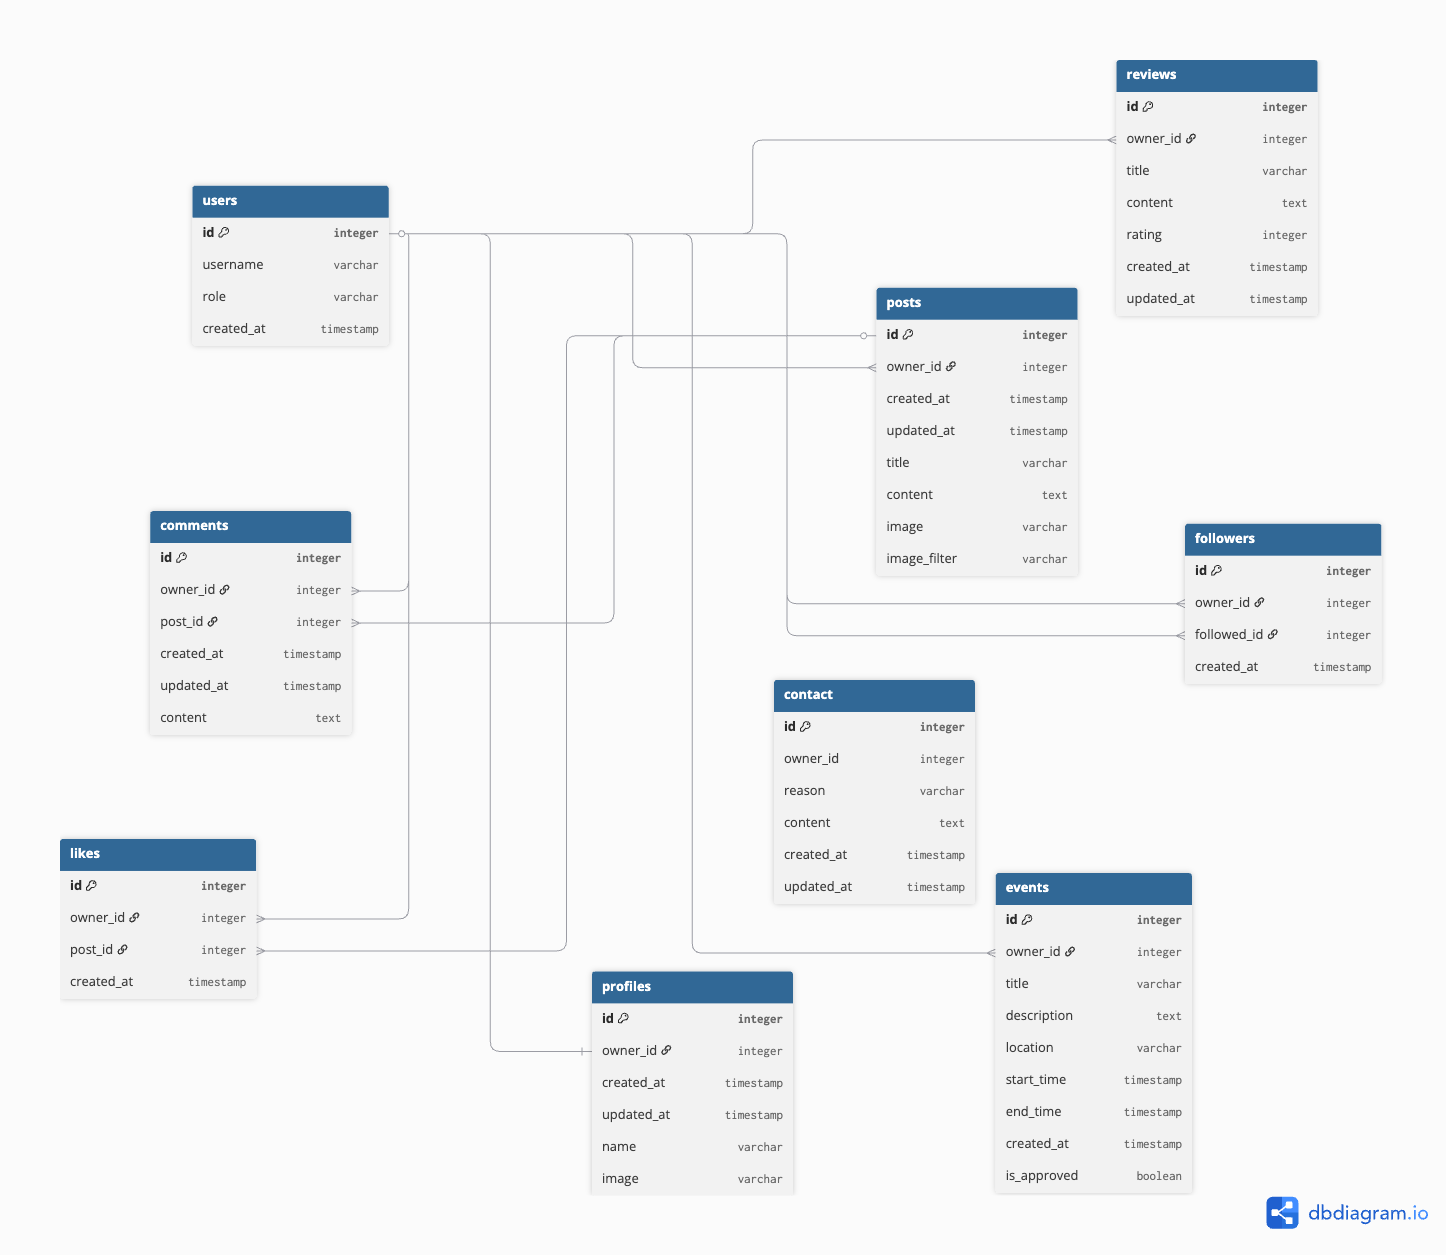 reviews
id integer
owner_id integer
title varchar
content text
rating integer
created_at timestamp
updated_at timestamp
users
id integer
username varchar
role varchar
created_at timestamp
posts
id integer
owner_id integer
created_at timestamp
updated_at timestamp
title varchar
content text
image varchar
image_filter varchar
comments
id integer
owner_id integer
post_id integer
created_at timestamp
updated_at timestamp
content text
followers
id integer
owner_id integer
followed_id integer
created_at timestamp
contact
id integer
owner_id integer
reason varchar
content text
created_at timestamp
updated_at timestamp
likes
id integer
owner_id integer
post_id integer
created_at timestamp
events
id integer
owner_id integer
title varchar
description text
location varchar
start_time timestamp
end_time timestamp
created_at timestamp
is_approved boolean
profiles
id integer
owner_id integer
created_at timestamp
updated_at timestamp
name varchar
image varchar
dbdiagram.io